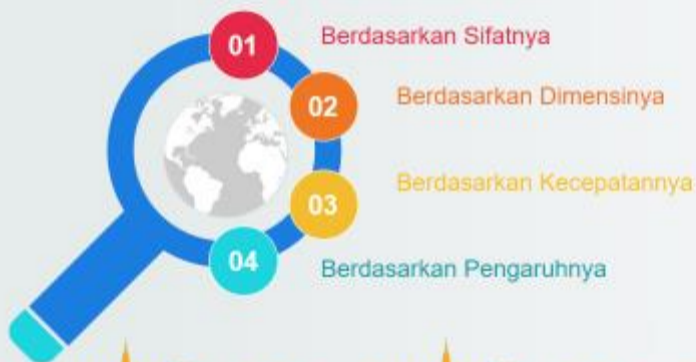 01 Berdasarkan Sifatnya
02 Berdasarkan Dimensinya
03 Berdasarkan Kecepatannya
04 Berdasarkan Pengaruhnya